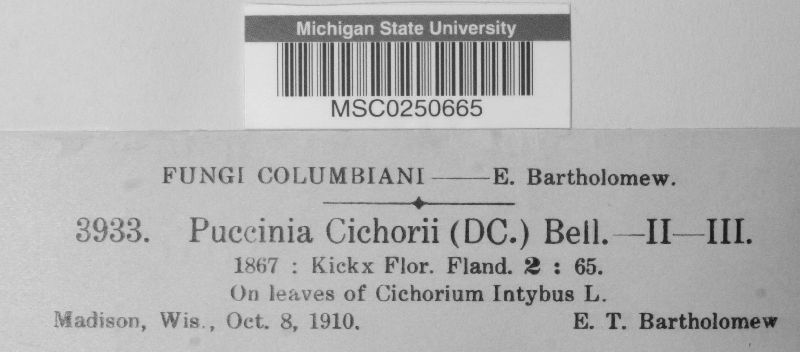 Michigan State University
MSC0250665
FUNGI COLUMBIANI — E. Bartholomew.
3933. Puccinia Cichorii (DC.) Bell.—II—III.
1867 : Kickx Flor. Fland. 2 : 65.
On leaves of Cichorium Intybus L.
Madison, Wis., Oct. 8, 1910. E. T. Bartholomew